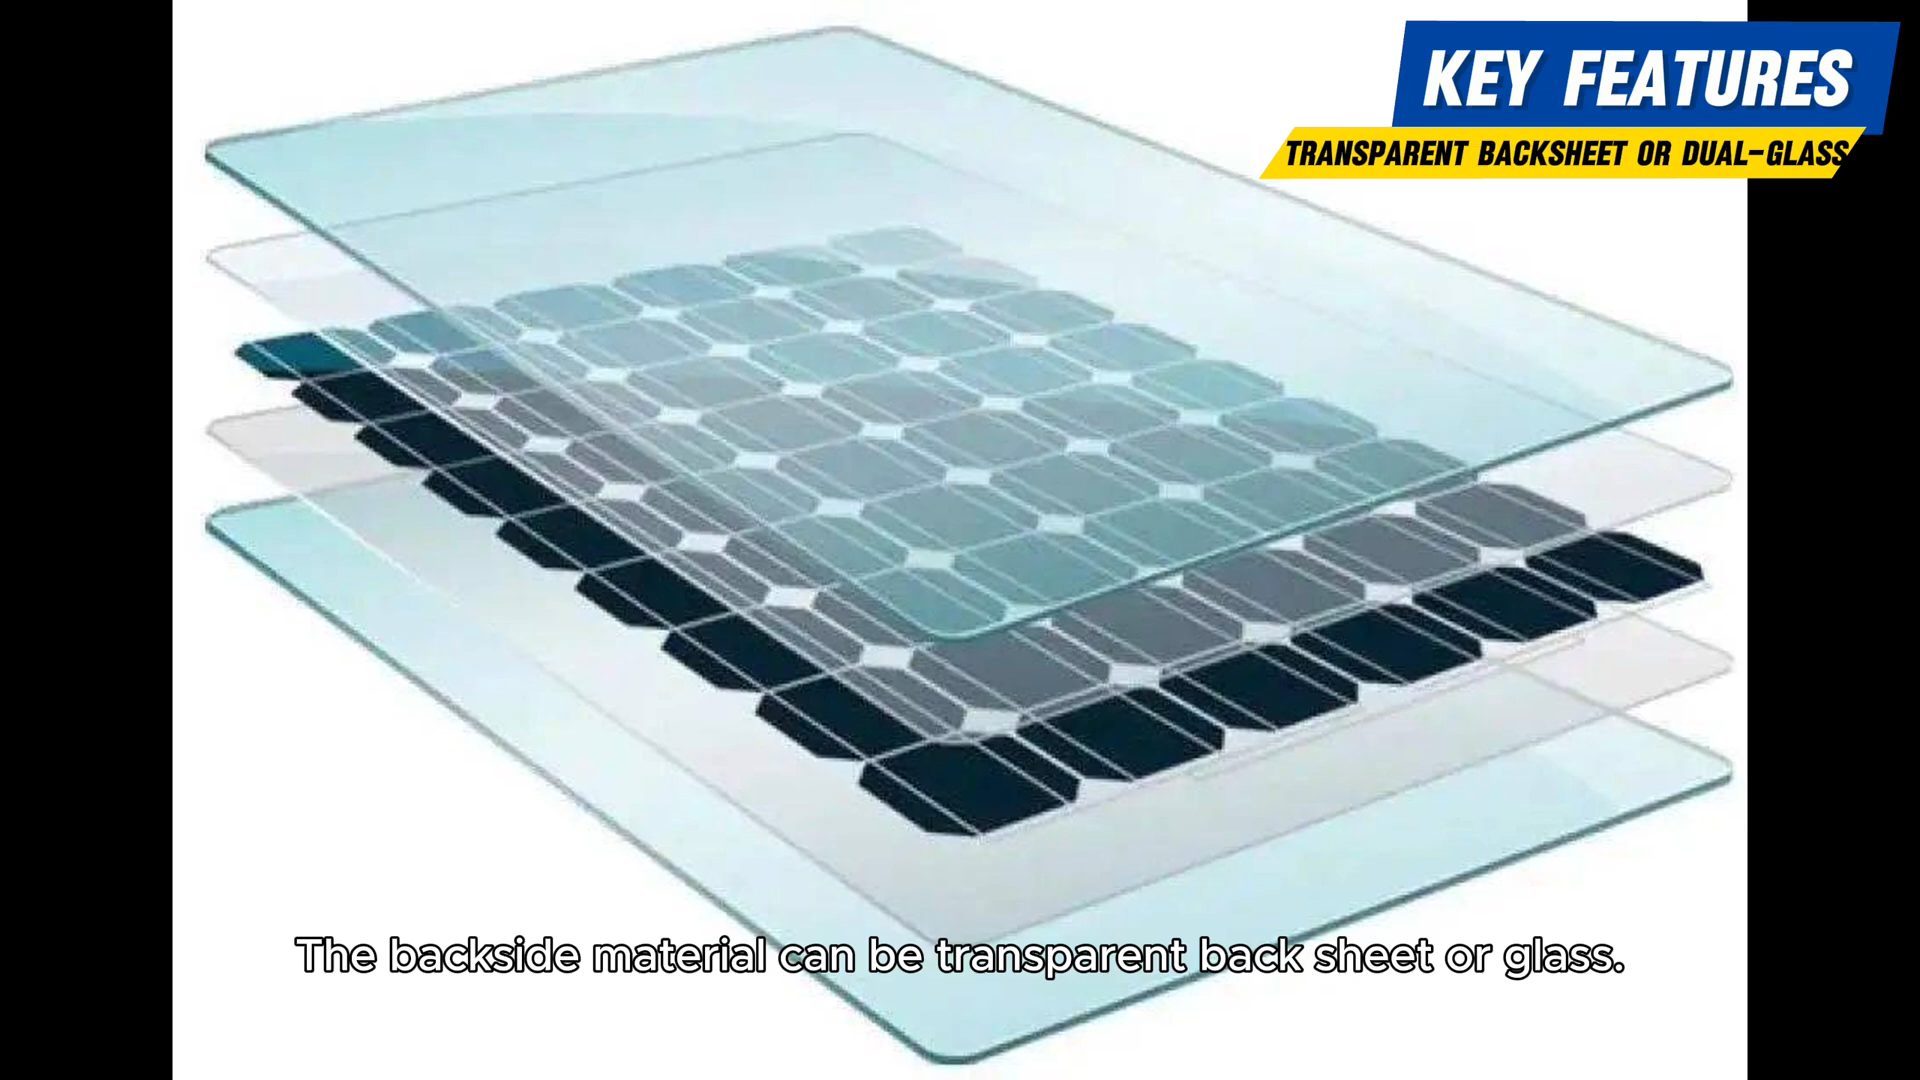 KEY FEATURES
TRANSPARENT BACKSHEET OR DUAL-GLASS
The backside material can be transparent back sheet or glass.